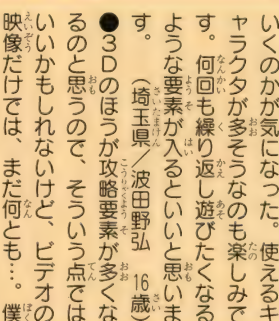 いくのかが気になった。使えるキ
ャラクタが多そうなのも楽しみで
す。何回も繰り返し遊びたくなる
ような要素が入るといいと思いま
す。　（埼玉県／波田野弘　16歳）
●3Dのほうが攻略要素が多くな
るのと思うので、そういう点では
いいかもしれないけど、ビデオの
映像だけでは、まだ何とも…。僕